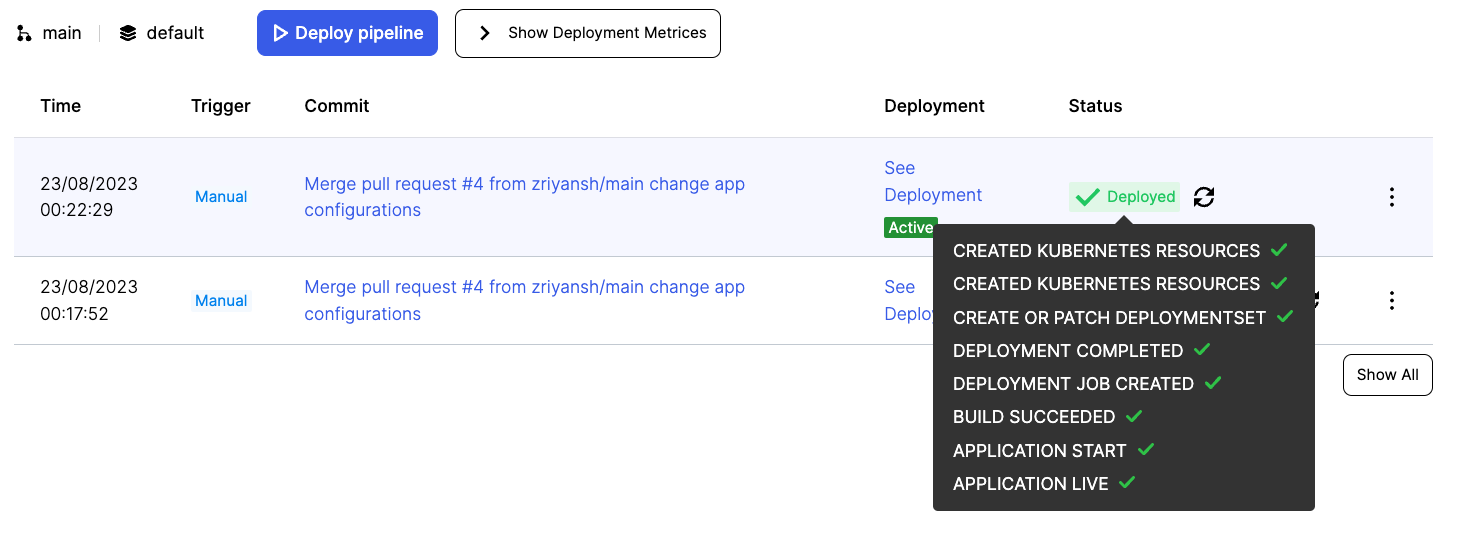 main
default
Deploy pipeline
Show Deployment Metrices
Time
Trigger
Commit
Deployment
Status
23/08/2023
00:22:29
Manual
Merge pull request #4 from zriyansh/main change app
configurations
See
Deployment
Active
Deployed
23/08/2023
00:17:52
Manual
Merge pull request #4 from zriyansh/main change app
configurations
See
CREATED KUBERNETES RESOURCES
CREATED KUBERNETES RESOURCES
CREATE OR PATCH DEPLOYMENTSET
DEPLOYMENT COMPLETED
DEPLOYMENT JOB CREATED
BUILD SUCCEEDED
APPLICATION START
APPLICATION LIVE
Show All